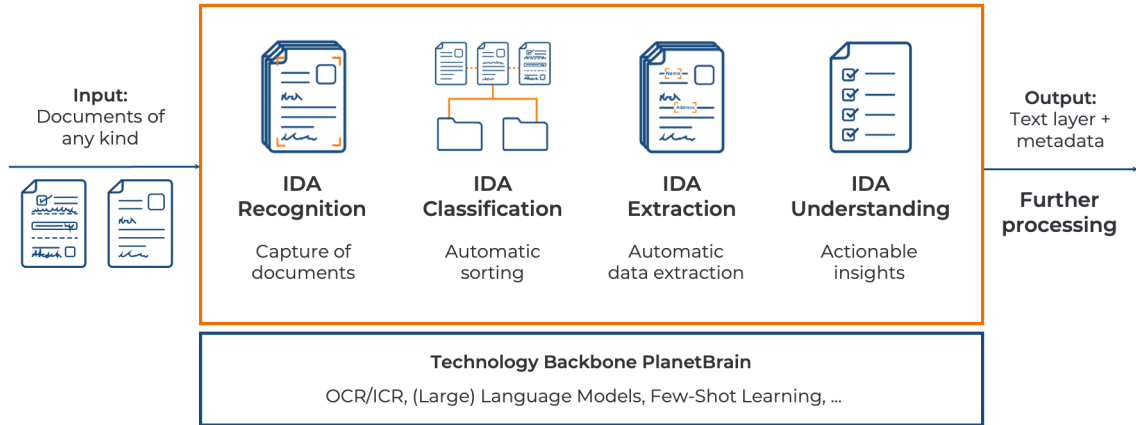 Input:
Documents of
any kind
Name
Address
IDA
Recognition
Capture of
documents
IDA
Classification
Automatic
sorting
IDA
Extraction
Automatic
data extraction
IDA
Understanding
Actionable
insights
Output:
Text layer +
metadata
Further
processing
Technology Backbone PlanetBrain
OCR/ICR, (Large) Language Models, Few-Shot Learning, ...